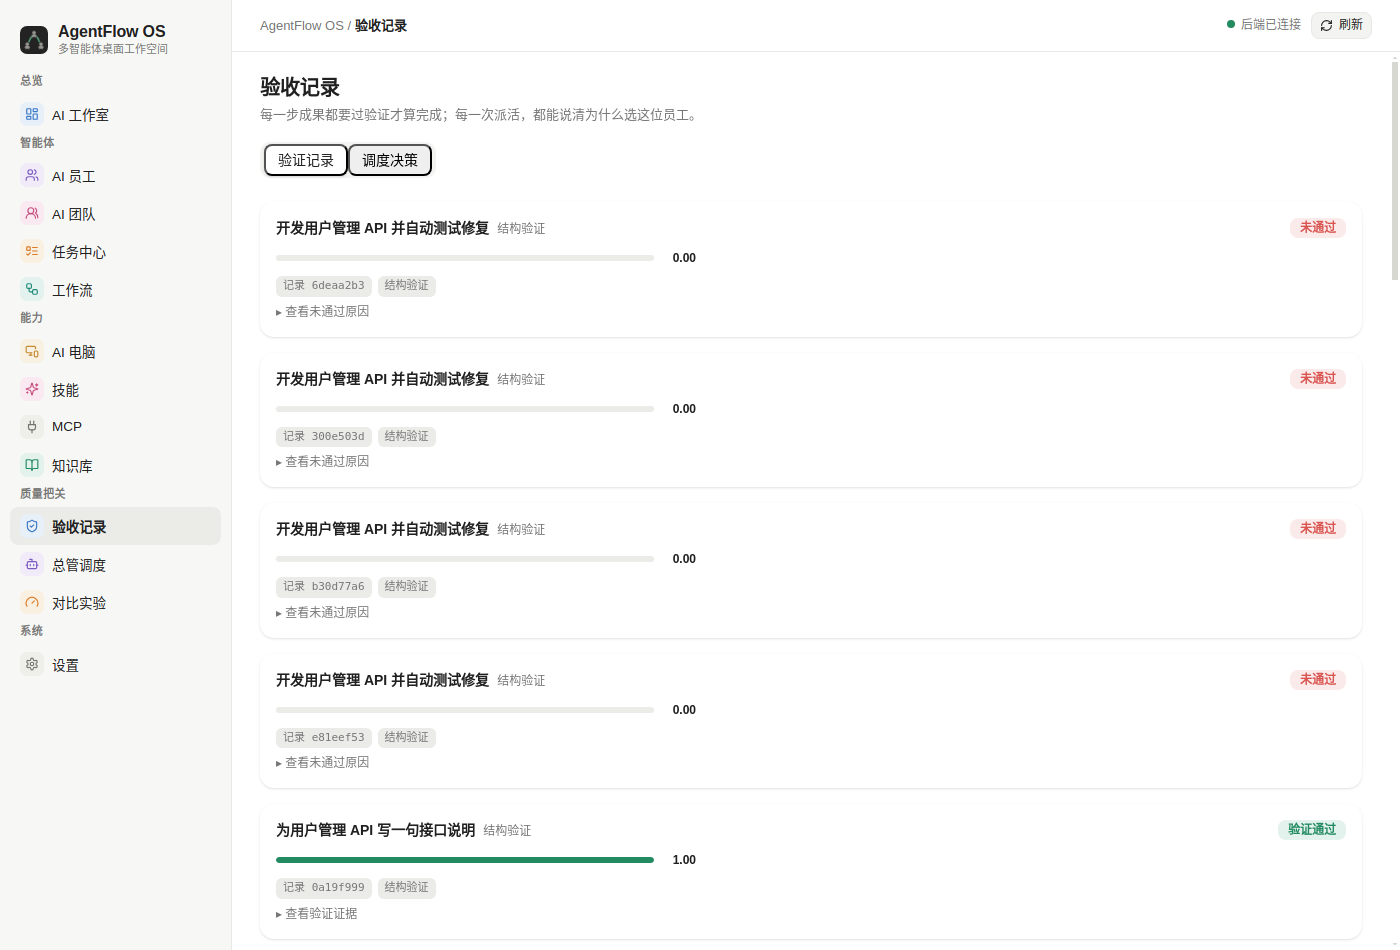 AgentFlow OS
多智能体桌面工作空间
总览
AI 工作室
智能体
AI 员工
AI 团队
任务中心
工作流
能力
AI 电脑
技能
MCP
知识库
质量把关
验收记录
总管调度
对比实验
系统
设置
AgentFlow OS / 验收记录
后端已连接
刷新
验收记录
每一步成果都要过验证才算完成；每一次派活，都能说清为什么选这位员工。
验证记录
调度决策
开发用户管理 API 并自动测试修复 结构验证
未通过
0.00
记录 6deaa2b3 结构验证
▸ 查看未通过原因
开发用户管理 API 并自动测试修复 结构验证
未通过
0.00
记录 300e503d 结构验证
▸ 查看未通过原因
开发用户管理 API 并自动测试修复 结构验证
未通过
0.00
记录 b30d77a6 结构验证
▸ 查看未通过原因
开发用户管理 API 并自动测试修复 结构验证
未通过
0.00
记录 e81eef53 结构验证
▸ 查看未通过原因
为用户管理 API 写一句接口说明 结构验证
验证通过
1.00
记录 0a19f999 结构验证
▸ 查看验证证据